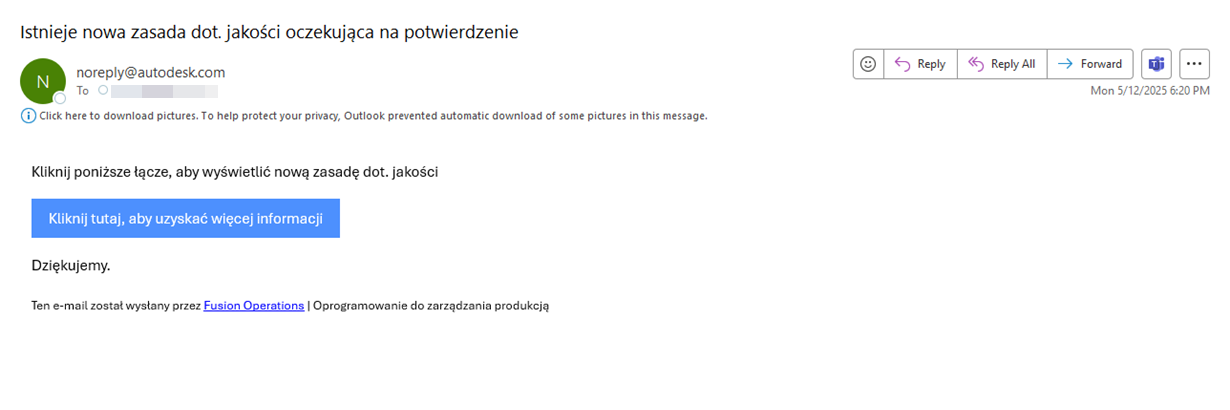 Istnieje nowa zasada dot. jakości oczekująca na potwierdzenie
N
noreply@autodesk.com
To
Reply
Reply All
Forward
Mon 5/12/2025 6:20 PM
Click here to download pictures. To help protect your privacy, Outlook prevented automatic download of some pictures in this message.
Kliknij poniższe łącze, aby wyświetlić nową zasadę dot. jakości
Kliknij tutaj, aby uzyskać więcej informacji
Dziękujemy.
Ten e-mail został wysłany przez Fusion Operations | Oprogramowanie do zarządzania produkcją